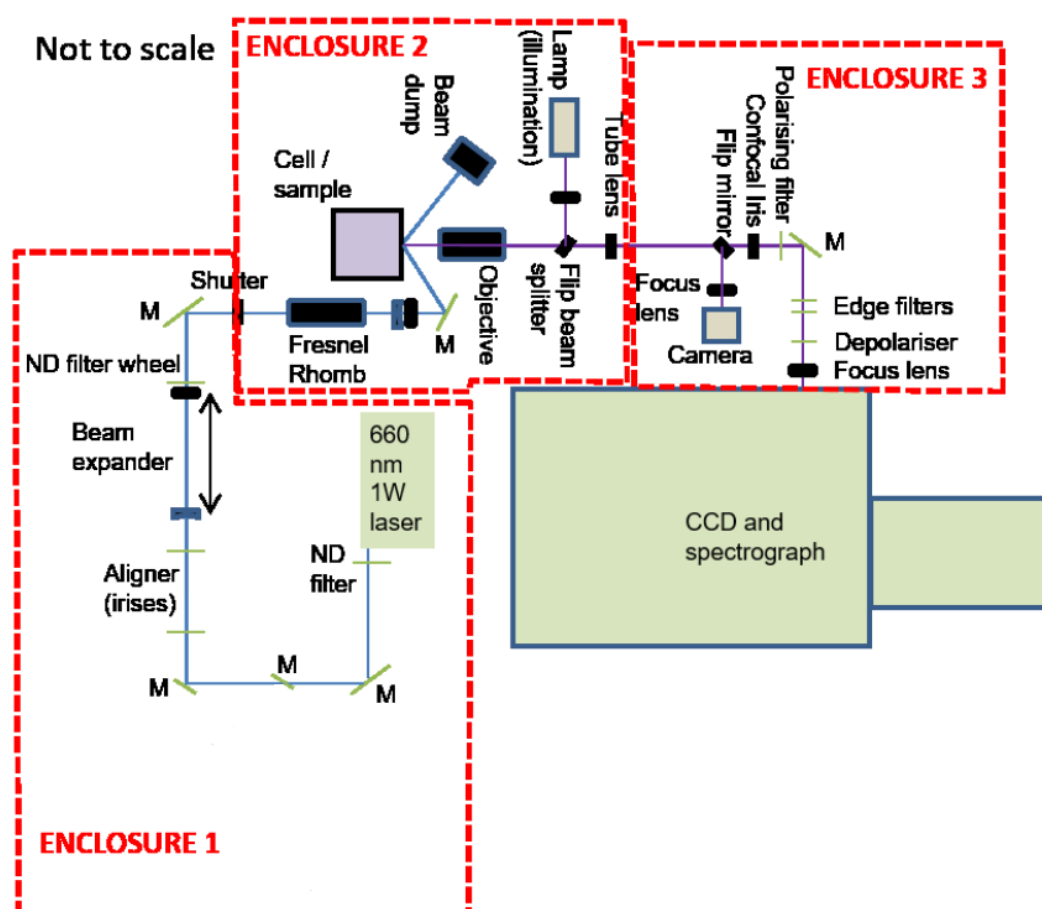 Not to scale
ENCLOSURE 2
Beam
dump
Lamp
(illumination)
Tube lens
Cell /
sample
Objective
Flip beam
splitter
Shutter
M
Fresnel
Rhomb
M
ENCLOSURE 3
Polarising filter
Confocal Iris
Flip mirror
M
Focus
lens
Camera
Edge filters
Depolariser
Focus lens
ND filter wheel
Beam
expander
660
nm
1W
laser
ND
filter
Aligner
(irises)
M
M
M
CCD and
spectrograph
ENCLOSURE 1